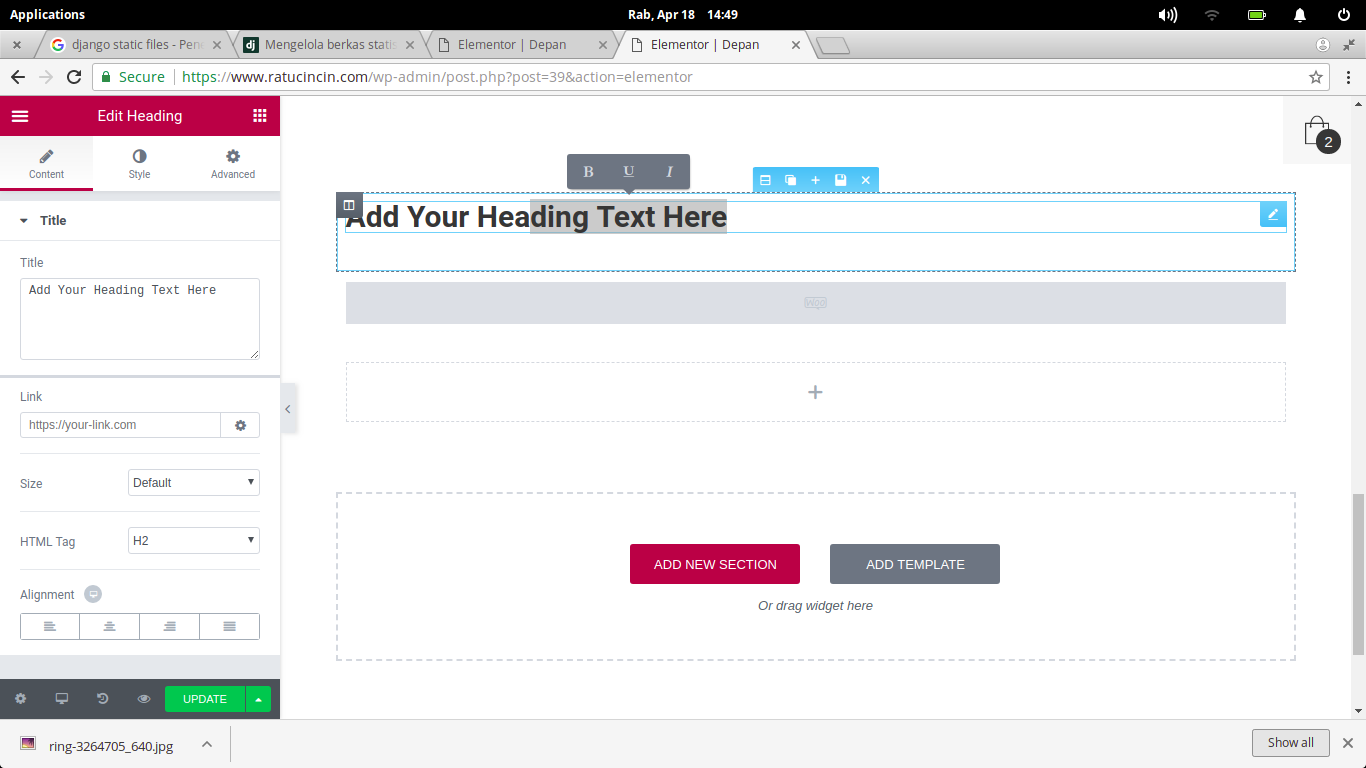 Applications
Rab, Apr 18 14:49
django static files - Pen
Mengelola berkas statis
Elementor | Depan
Elementor | Depan
Secure
https://www.ratucincin.com/wp-admin/post.php?post=39&action=elementor
Edit Heading
Content
Style
Advanced
Title
Title
Add Your Heading Text Here
Link
https://your-link.com
Size
Default
HTML Tag
H2
Alignment
UPDATE
2
B U I
Add Your Heading Text Here
Woo
ADD NEW SECTION
ADD TEMPLATE
Or drag widget here
ring-3264705_640.jpg
Show all